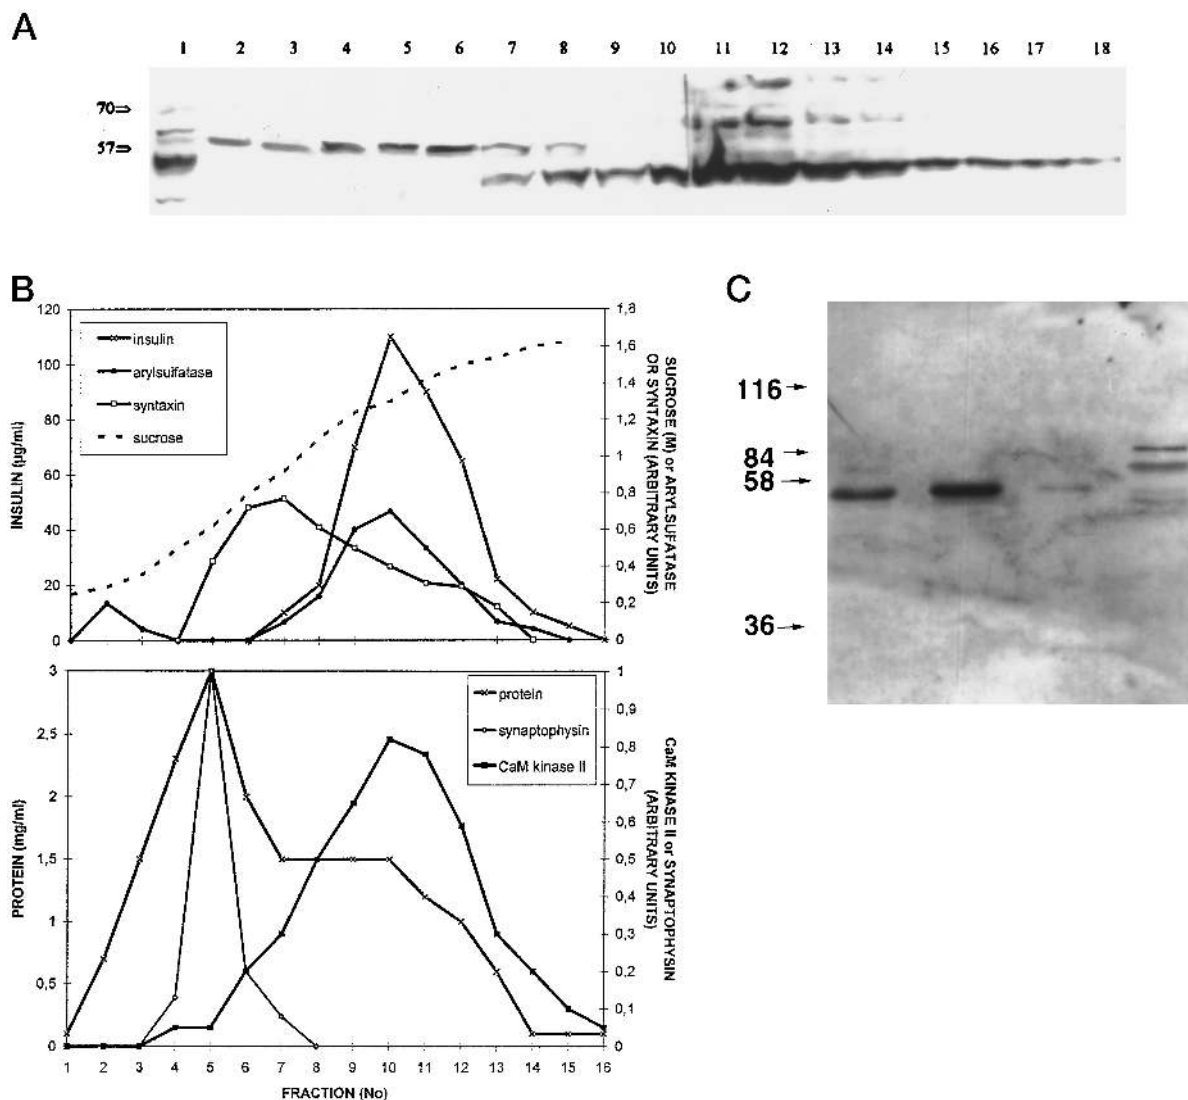 A
1 2 3 4 5 6 7 8 9 10 11 12 13 14 15 16 17 18
70⇒
57⇒
B
120
100
80
60
40
20
0
INSULIN (µg/ml)
insulin
arylsulfatase
syntaxin
sucrose
1,8
1,6
1,4
1,2
1
0,8
0,6
0,4
0,2
0
SUCROSE (M) or ARYLSUFATASE
OR SYNTAXIN (ARBITRARY UNITS)
3
2,5
2
1,5
1
0,5
0
PROTEIN (mg/ml)
protein
synaptophysin
CaM kinase II
1
0,9
0,8
0,7
0,6
0,5
0,4
0,3
0,2
0,1
0
CaM KINASE II or SYNAPTOPHYSIN
(ARBITRARY UNITS)
1 2 3 4 5 6 7 8 9 10 11 12 13 14 15 16
FRACTION (No)
C
116→
84→
58→
36→